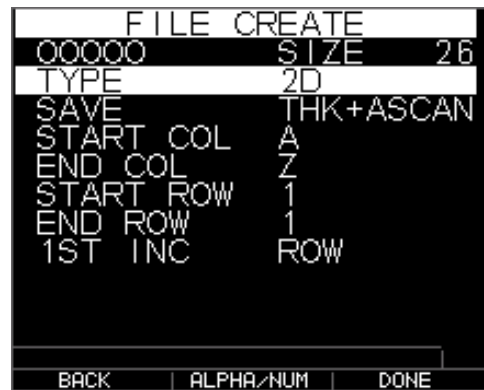 FILE CREATE
OOOOO SIZE 26
TYPE 2D
SAVE THK+ASCAN
START COL A
END COL Z
START ROW 1
END ROW 1
1ST INC ROW
BACK | ALPHA/NUM | DONE